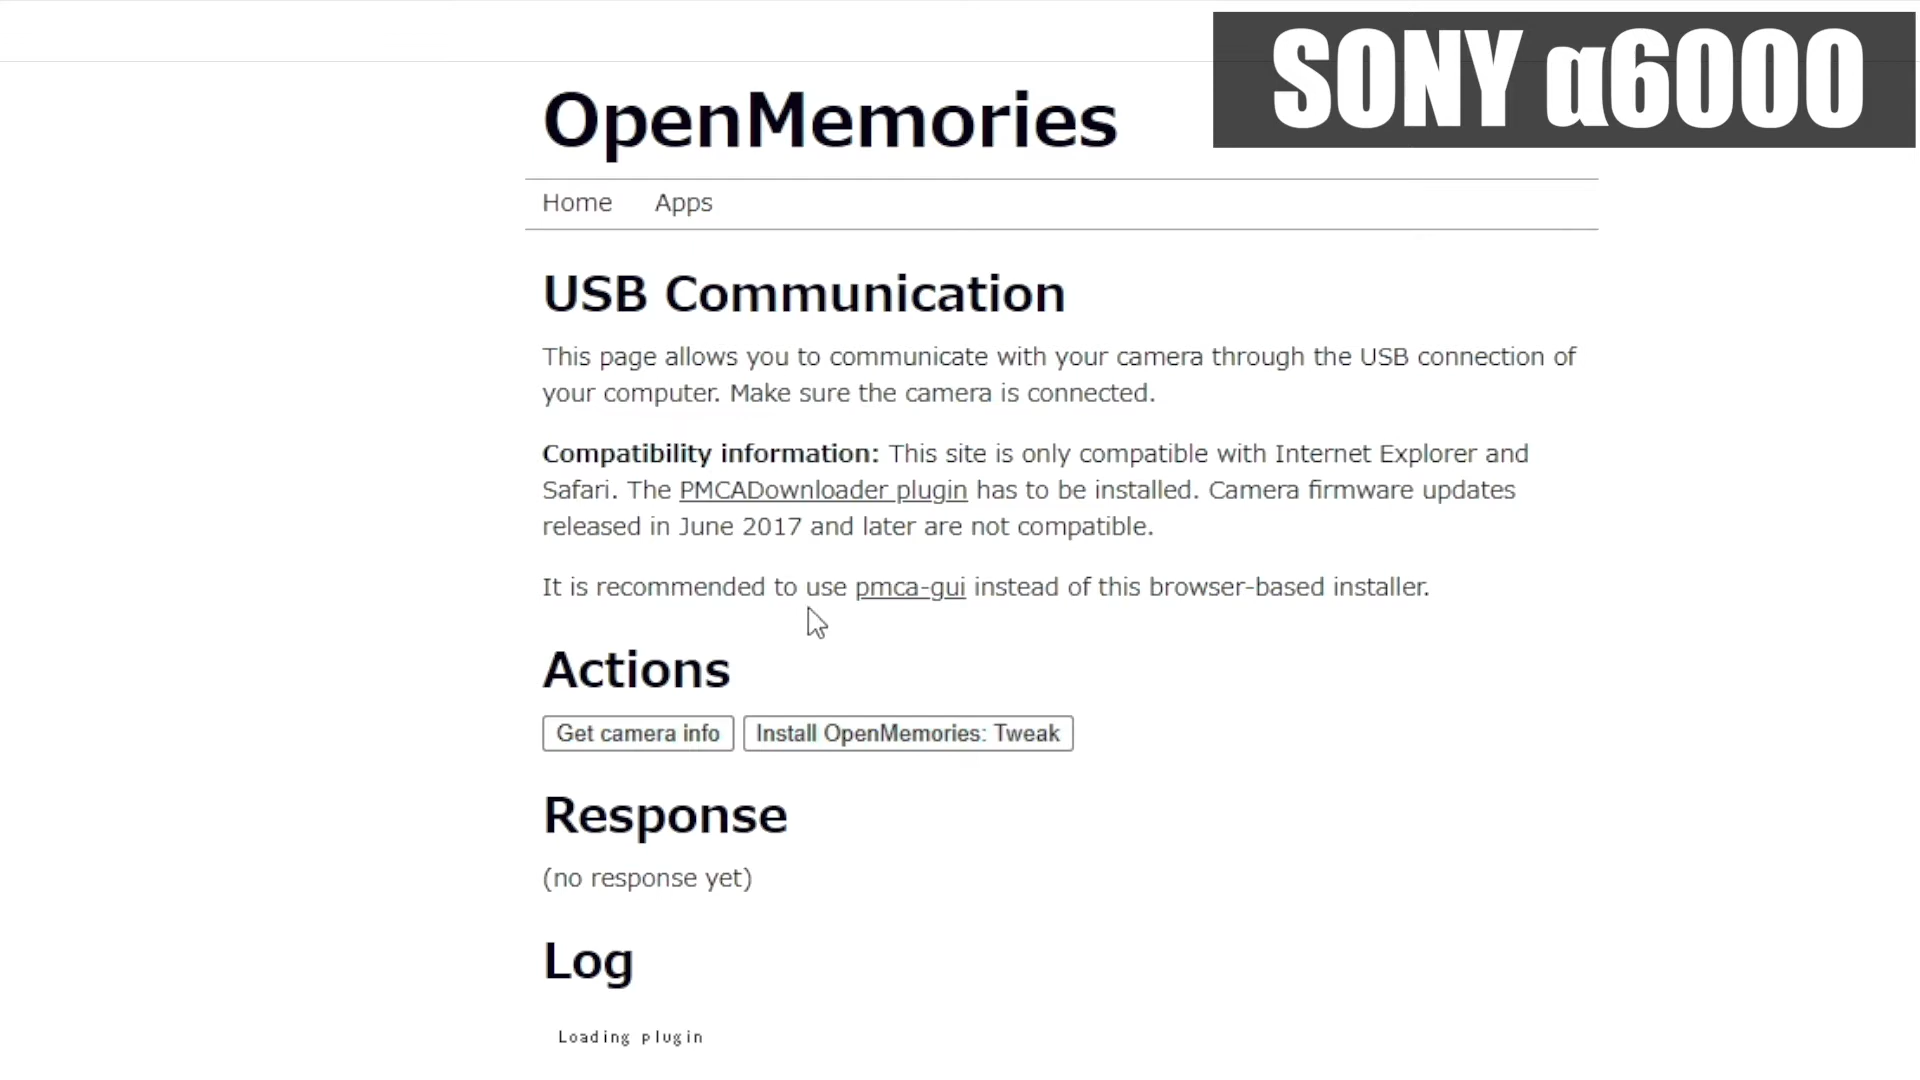 SONY α6000
OpenMemories
Home Apps
USB Communication
This page allows you to communicate with your camera through the USB connection of
your computer. Make sure the camera is connected.
Compatibility information: This site is only compatible with Internet Explorer and
Safari. The PMCADownloader plugin has to be installed. Camera firmware updates
released in June 2017 and later are not compatible.
It is recommended to use pmca-gui instead of this browser-based installer.
Actions
Get camera info Install OpenMemories: Tweak
Response
(no response yet)
Log
Loading plugin